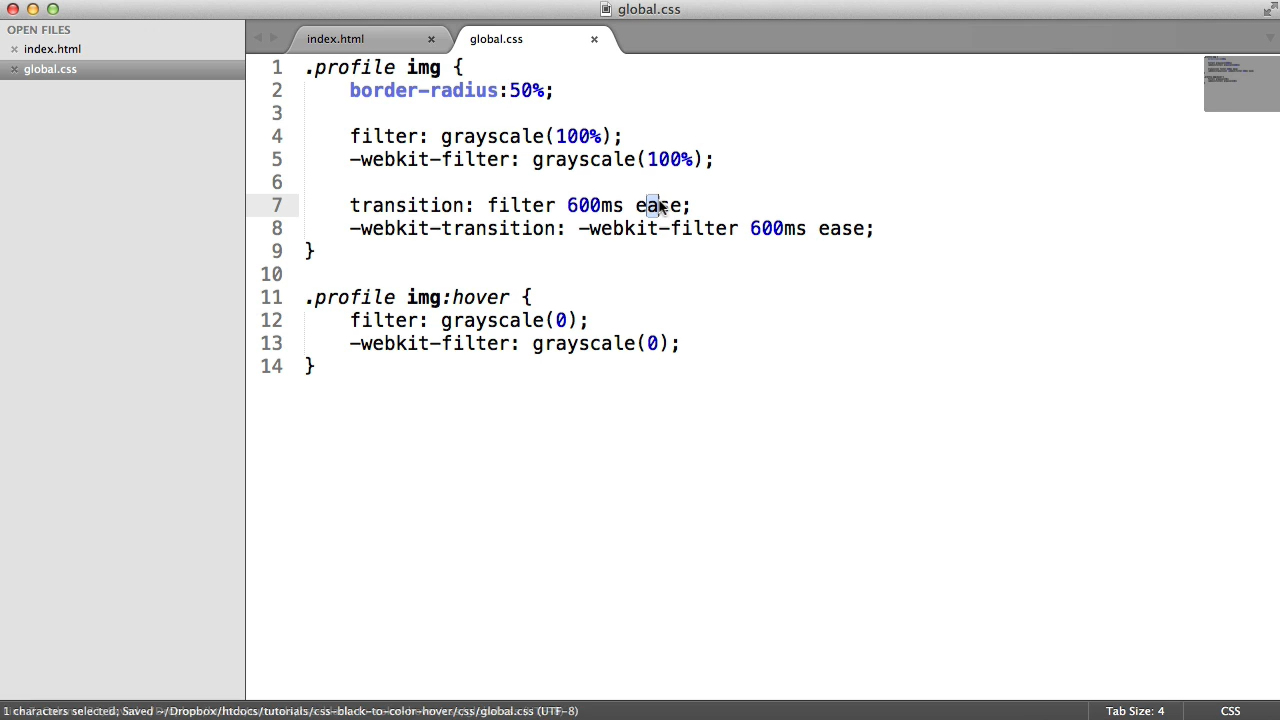 global.css
OPEN FILES
index.html
global.css
index.html
global.css
1 .profile img {
2 border-radius:50%;
3
4 filter: grayscale(100%);
5 -webkit-filter: grayscale(100%);
6
7 transition: filter 600ms ease;
8 -webkit-transition: -webkit-filter 600ms ease;
9 }
10
11 .profile img:hover {
12 filter: grayscale(0);
13 -webkit-filter: grayscale(0);
14 }
1 characters selected; Saved ~/Dropbox/htdocs/tutorials/css-black-to-color-hover/css/global.css (UTF-8)
Tab Size: 4
CSS